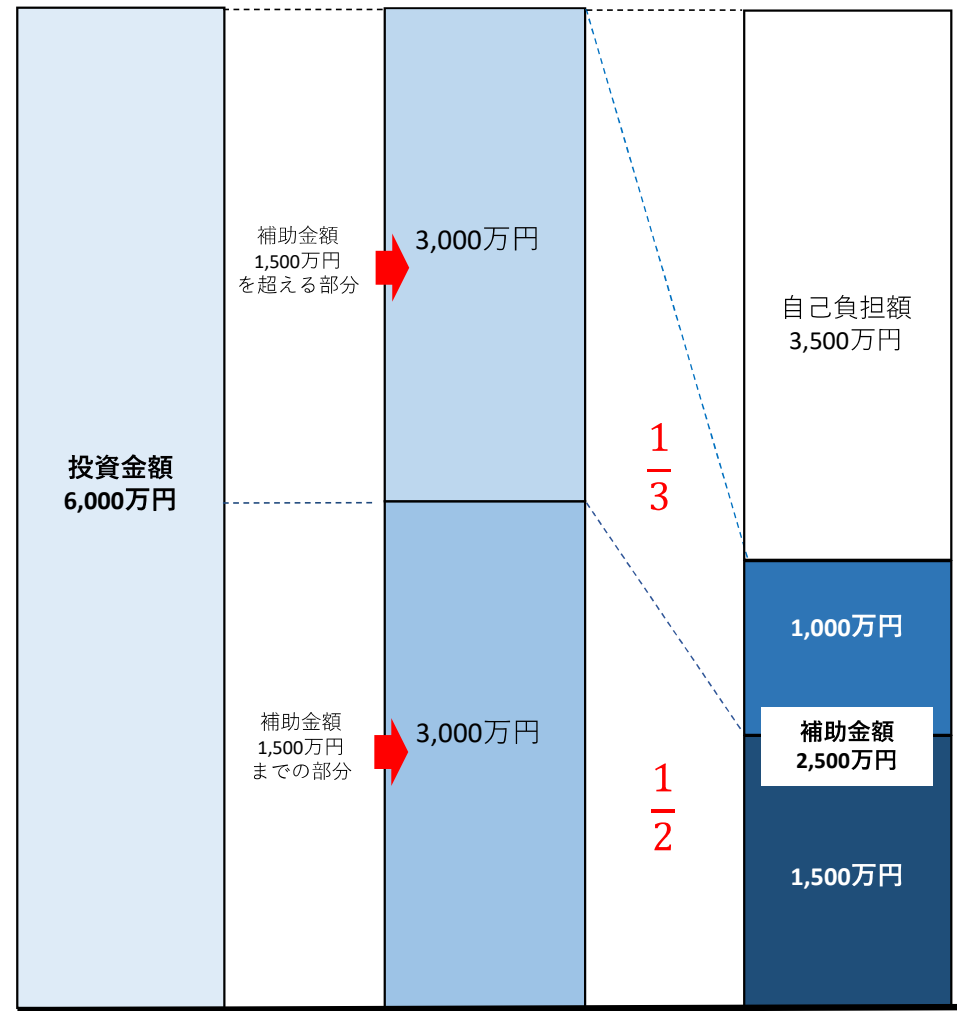 投資金額
6,000万円
補助金額
1,500万円
を超える部分
3,000万円
補助金額
1,500万円
までの部分
3,000万円
1
3
1
2
自己負担額
3,500万円
1,000万円
補助金額
2,500万円
1,500万円